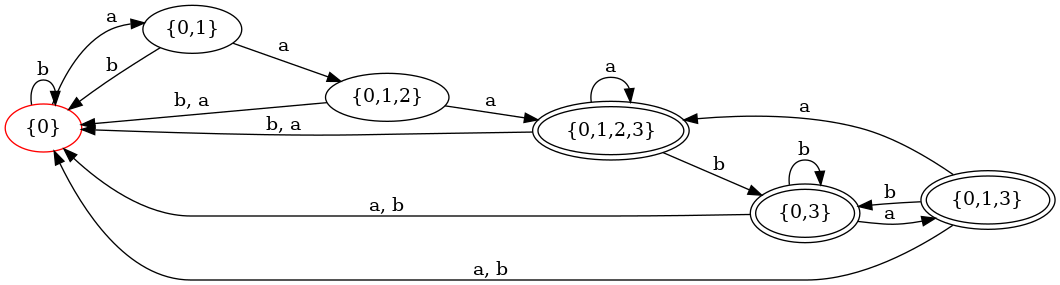 a
{0,1}
b
b
a
{0}
b, a
{0,1,2}
a
b, a
a
{0,1,2,3}
a
b
b
{0,3}
b
a
{0,1,3}
a, b
a, b